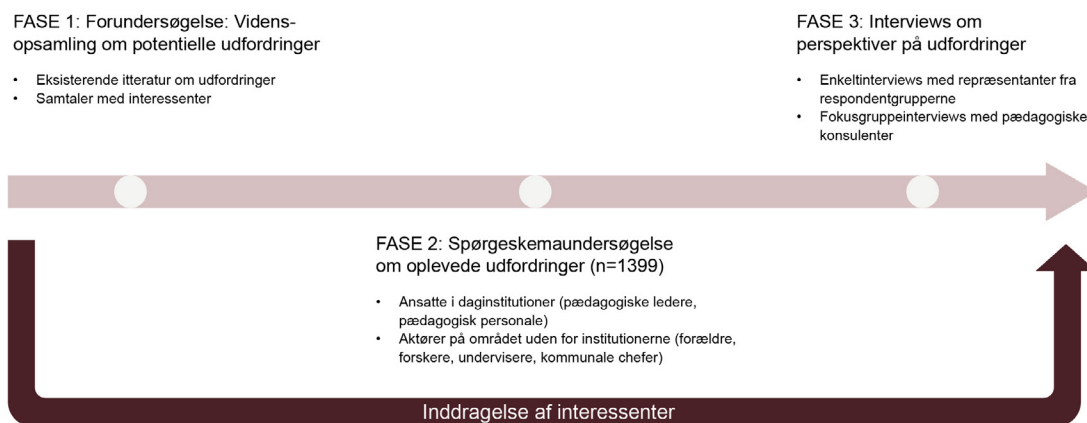 FASE 1: Forundersøgelse: Videns-
opsamling om potentielle udfordringer
• Eksisterende itteratur om udfordringer
• Samtaler med interessenter
FASE 3: Interviews om
perspektiver på udfordringer
• Enkeltinterviews med repræsentanter fra
respondentgrupperne
• Fokusgruppeinterviews med pædagogiske
konsulenter
FASE 2: Spørgeskemaundersøgelse
om oplevede udfordringer (n=1399)
• Ansatte i daginstitutioner (pædagogiske ledere,
pædagogisk personale)
• Aktører på området uden for institutionerne (forældre,
forskere, undervisere, kommunale chefer)
Inddragelse af interessenter